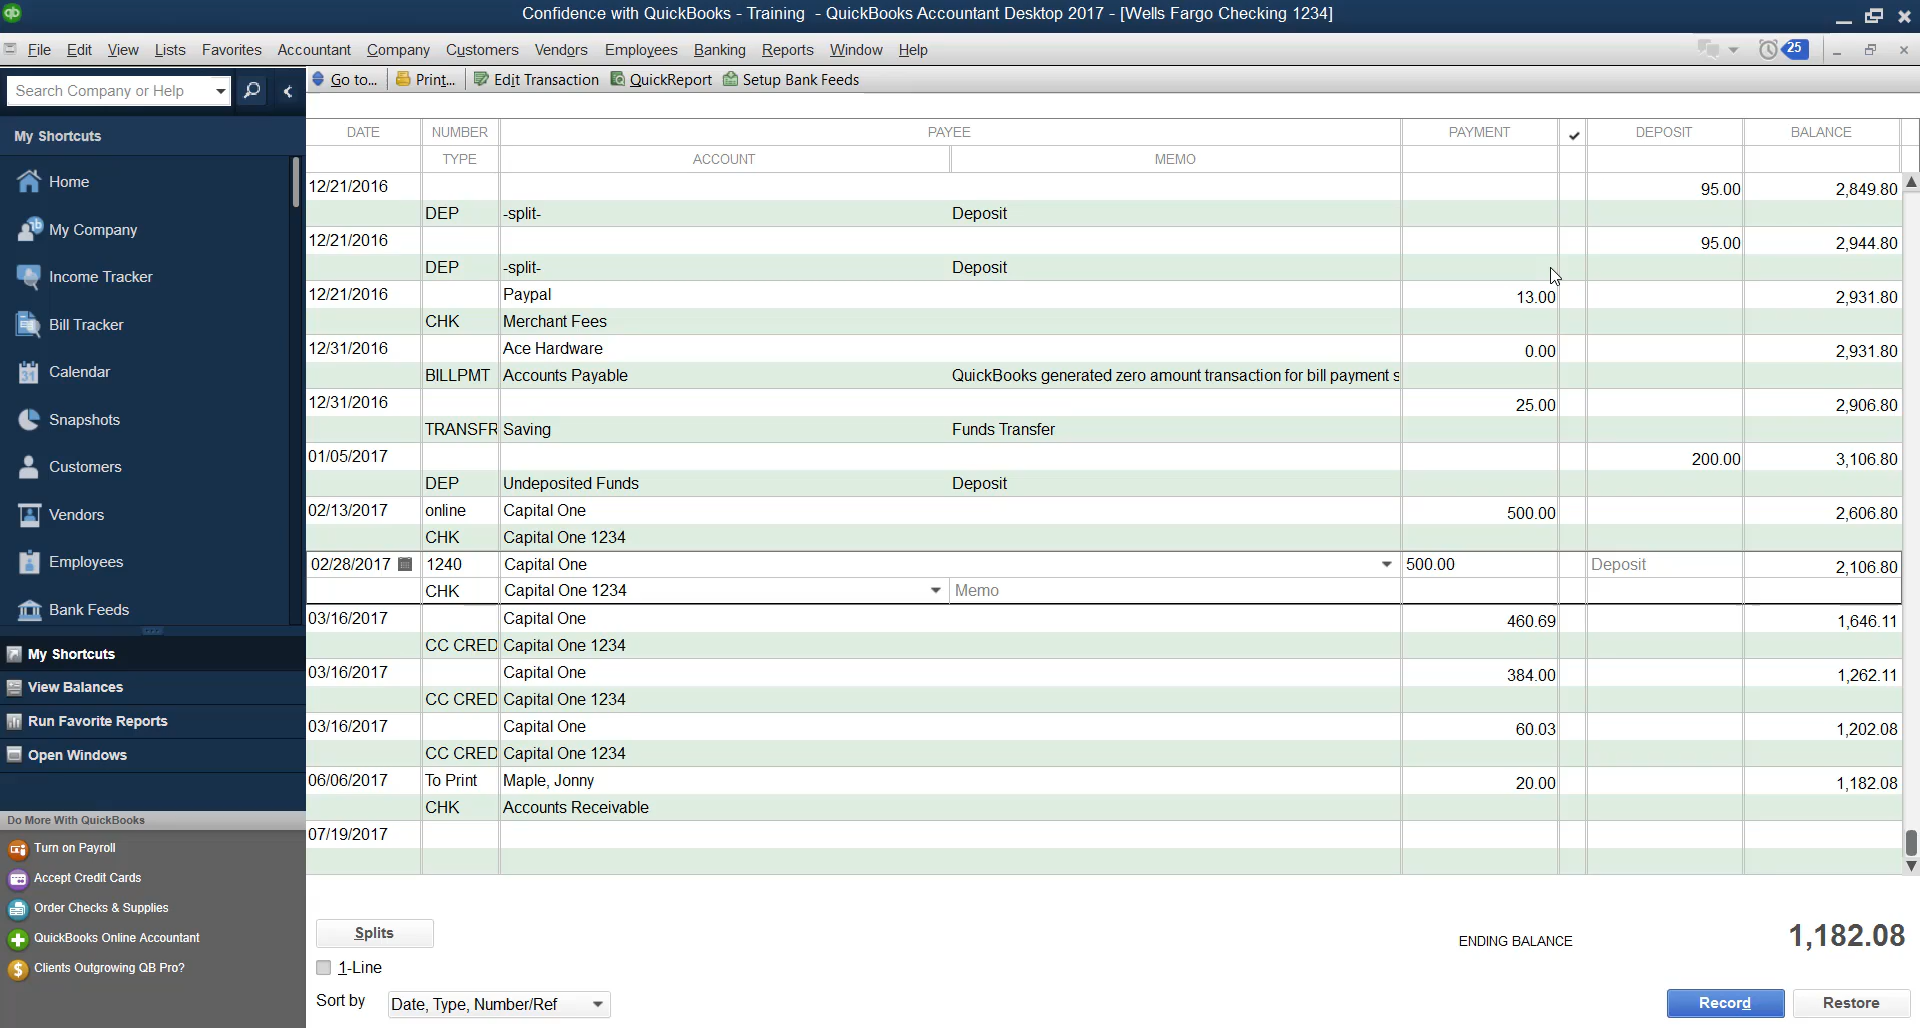 Confidence with QuickBooks - Training - QuickBooks Accountant Desktop 2017 - [Wells Fargo Checking 1234]
File Edit View Lists Favorites Accountant Company Customers Vendors Employees Banking Reports Window Help
25
Search Company or Help
Go to... Print... Edit Transaction QuickReport Setup Bank Feeds
My Shortcuts
Home
My Company
Income Tracker
Bill Tracker
Calendar
Snapshots
Customers
Vendors
Employees
Bank Feeds
My Shortcuts
View Balances
Run Favorite Reports
Open Windows
Do More With QuickBooks
Turn on Payroll
Accept Credit Cards
Order Checks & Supplies
QuickBooks Online Accountant
Clients Outgrowing QB Pro?
DATE NUMBER PAYEE PAYMENT ✓ DEPOSIT BALANCE
TYPE ACCOUNT MEMO
12/21/2016 95.00 2,849.80
DEP -split- Deposit
12/21/2016 95.00 2,944.80
DEP -split- Deposit
12/21/2016 Paypal 13.00 2,931.80
CHK Merchant Fees
12/31/2016 Ace Hardware 0.00 2,931.80
BILLPMT Accounts Payable QuickBooks generated zero amount transaction for bill payment s
12/31/2016 25.00 2,906.80
TRANSFR Saving Funds Transfer
01/05/2017 200.00 3,106.80
DEP Undeposited Funds Deposit
02/13/2017 online Capital One 500.00 2,606.80
CHK Capital One 1234
02/28/2017 1240 Capital One 500.00 Deposit 2,106.80
CHK Capital One 1234 Memo
03/16/2017 Capital One 460.69 1,646.11
CC CRED Capital One 1234
03/16/2017 Capital One 384.00 1,262.11
CC CRED Capital One 1234
03/16/2017 Capital One 60.03 1,202.08
CC CRED Capital One 1234
06/06/2017 To Print Maple, Jonny 20.00 1,182.08
CHK Accounts Receivable
07/19/2017
Splits
ENDING BALANCE 1,182.08
1-Line
Sort by Date, Type, Number/Ref
Record Restore